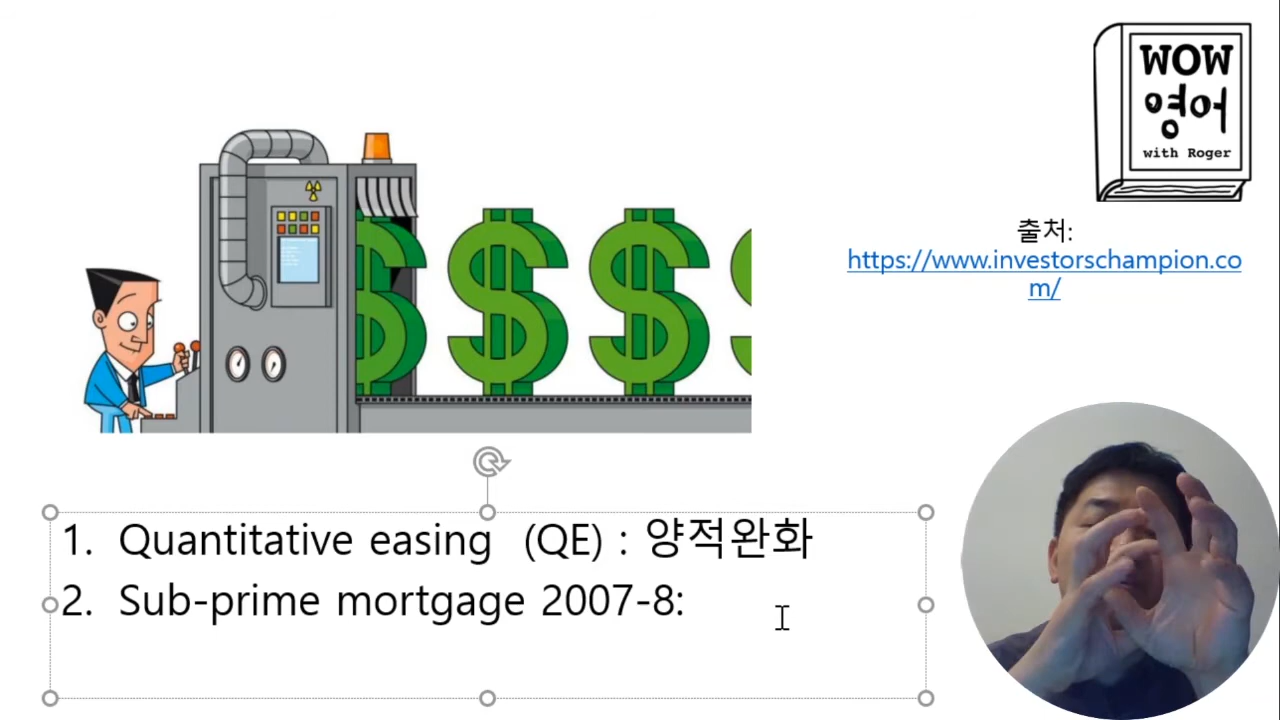 WOW
영어
with Roger
출처:
https://www.investorschampion.co
m/
1. Quantitative easing (QE) : 양적완화
2. Sub-prime mortgage 2007-8: